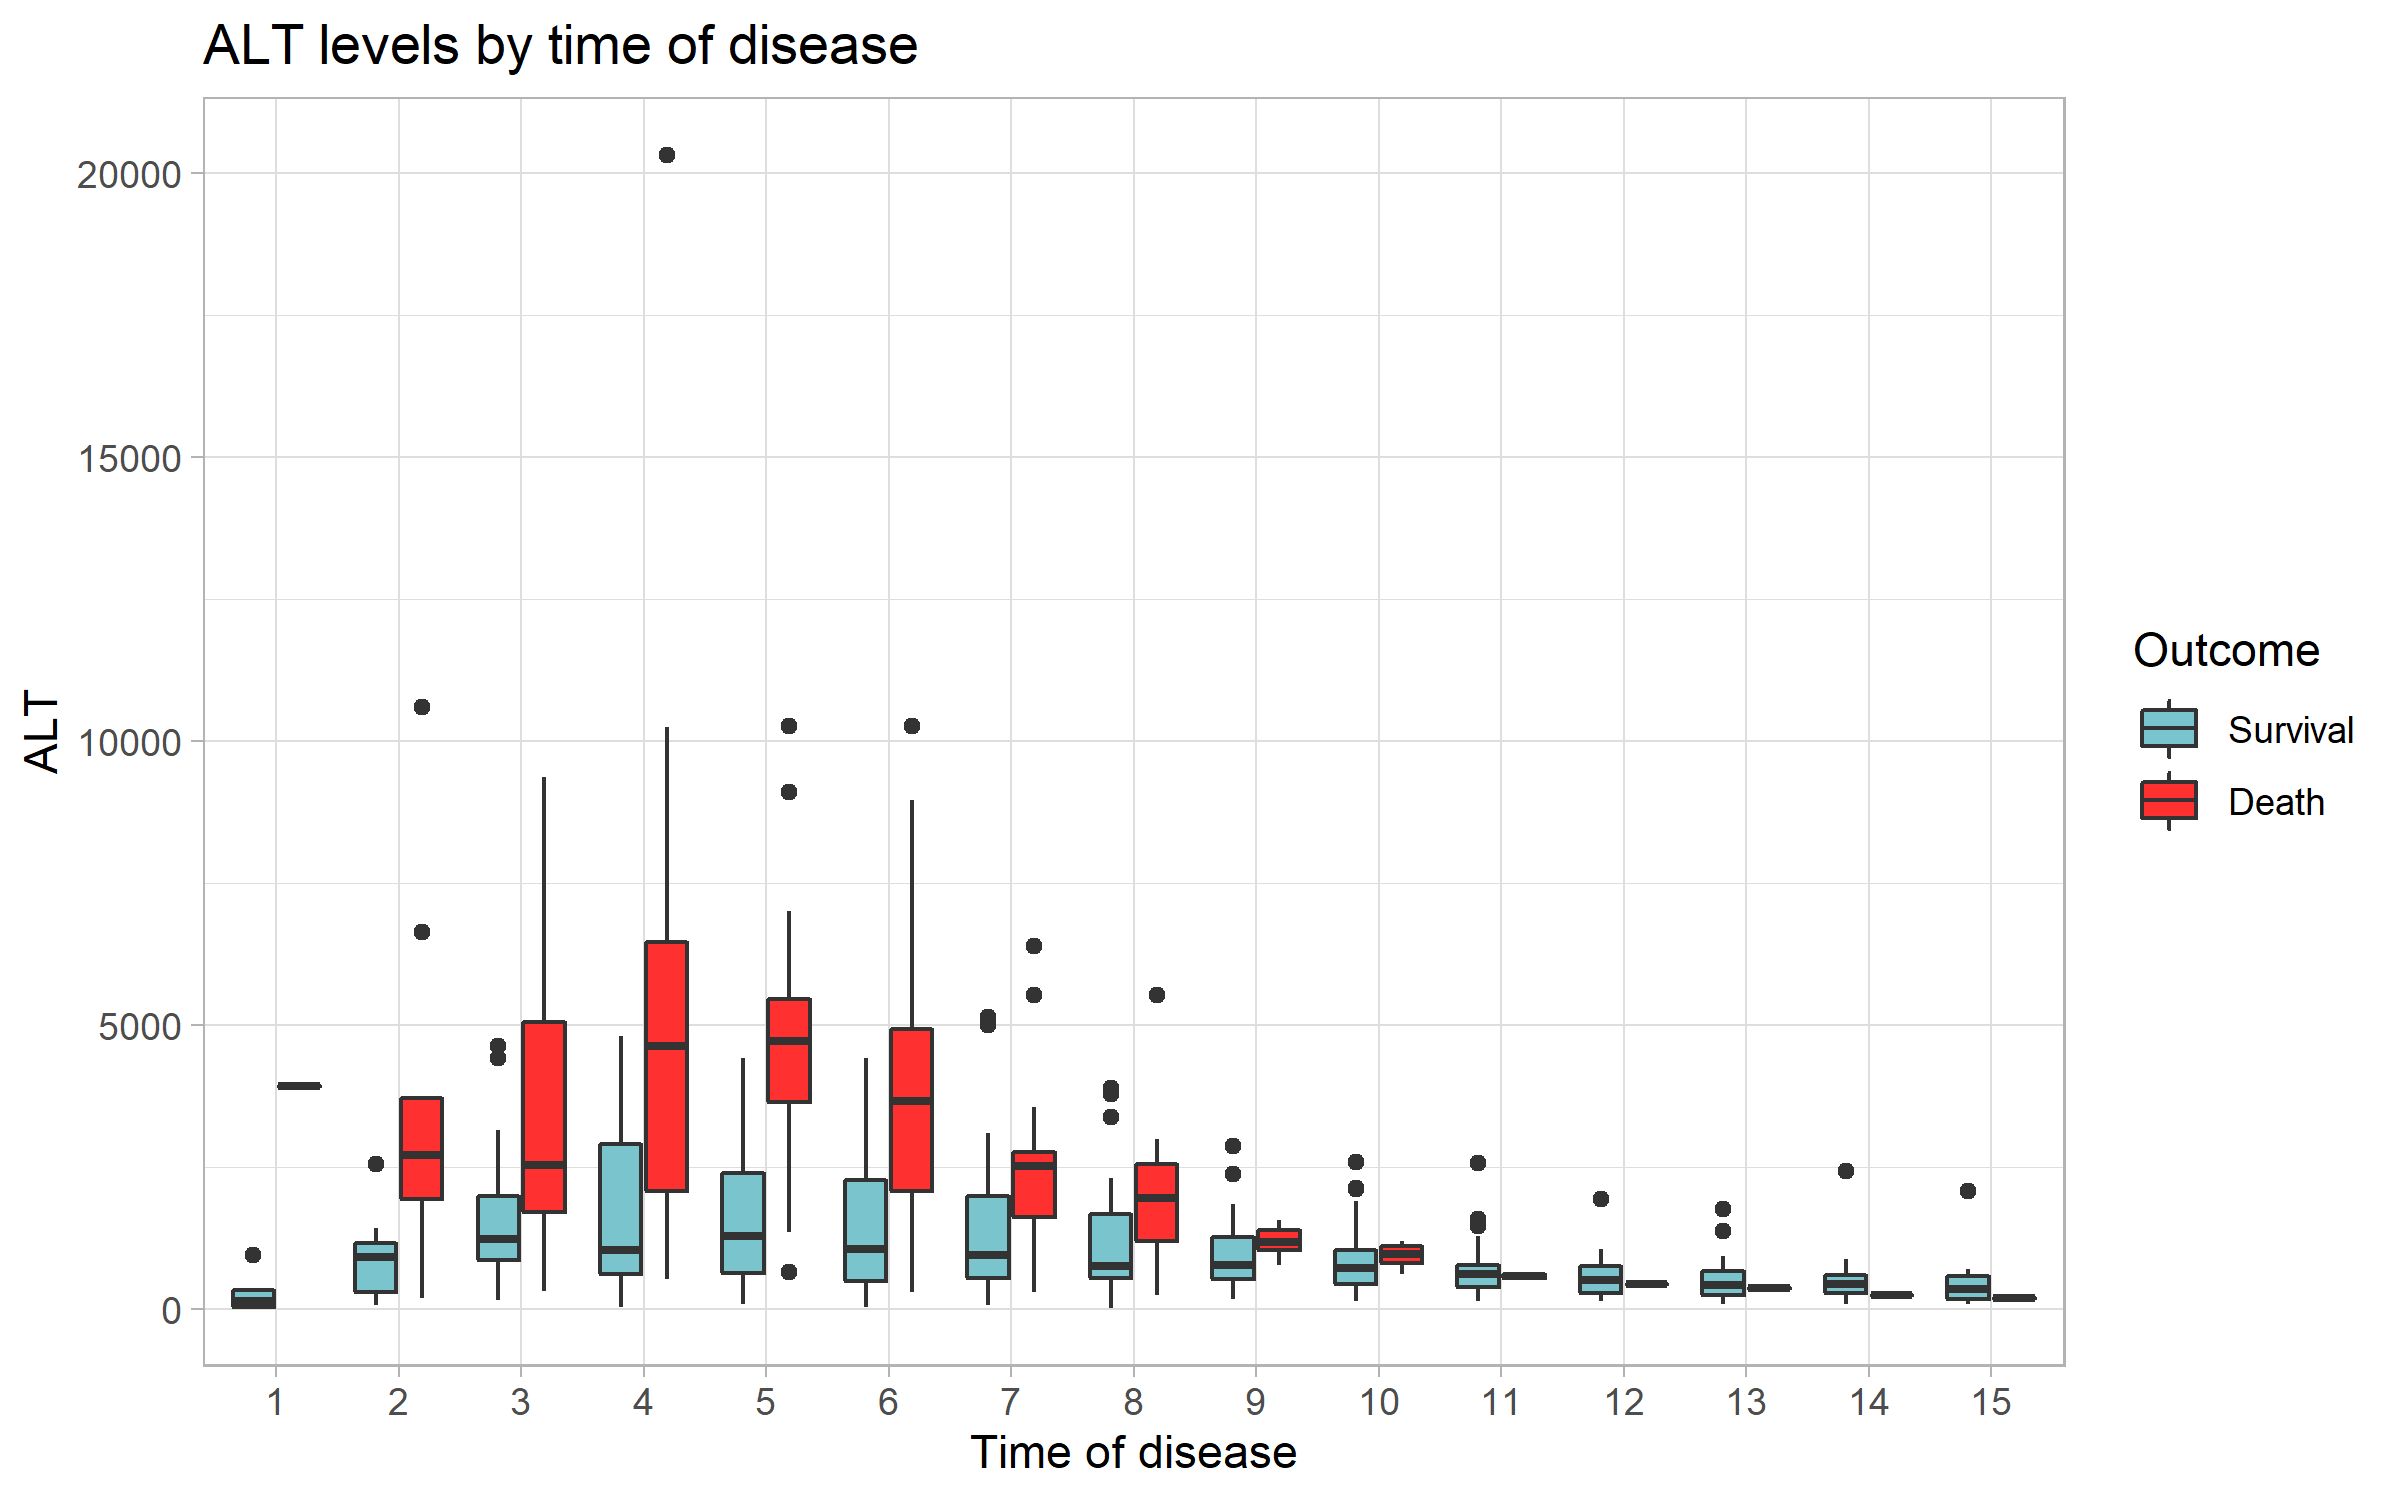 ALT levels by time of disease
20000
15000
10000
5000
0
ALT
1 2 3 4 5 6 7 8 9 10 11 12 13 14 15
Time of disease
Outcome
Survival
Death